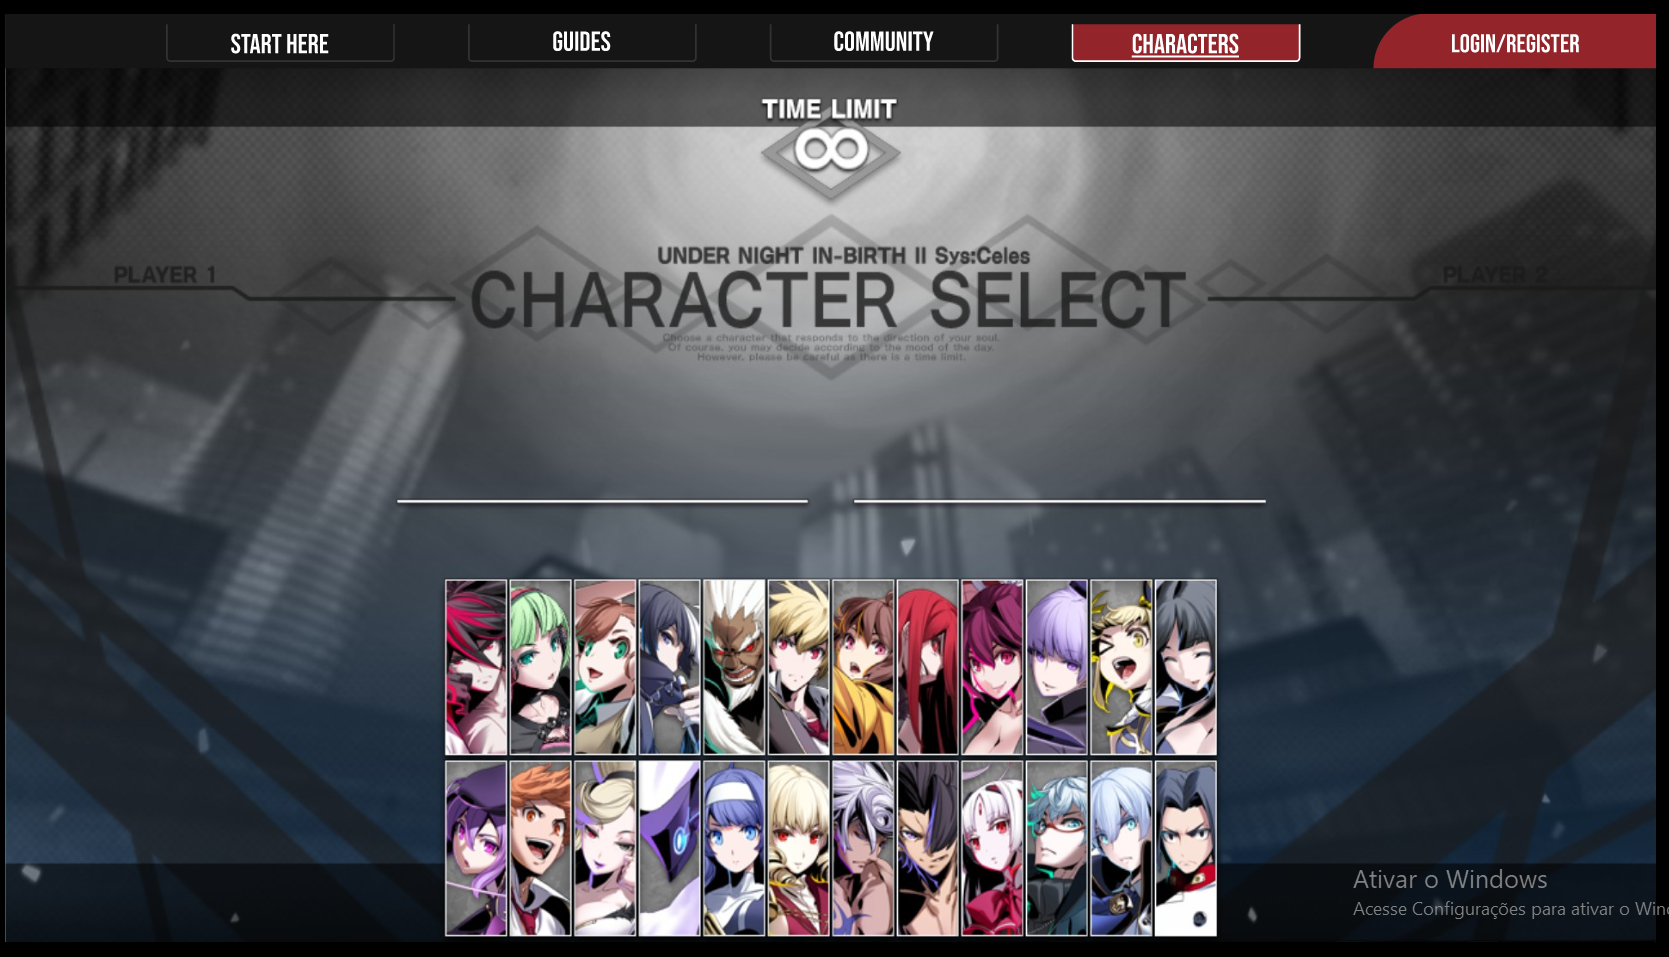 START HERE
GUIDES
COMMUNITY
CHARACTERS
LOGIN/REGISTER
TIME LIMIT
∞
PLAYER 1
UNDER NIGHT IN-BIRTH II Sys:Celes
PLAYER 2
CHARACTER SELECT
Choose a character that responds to the direction of your soul.
Of course, you may decide according to the mood of the day.
However, please be careful as there is a time limit.
Ativar o Windows
Acesse Configurações para ativar o Win